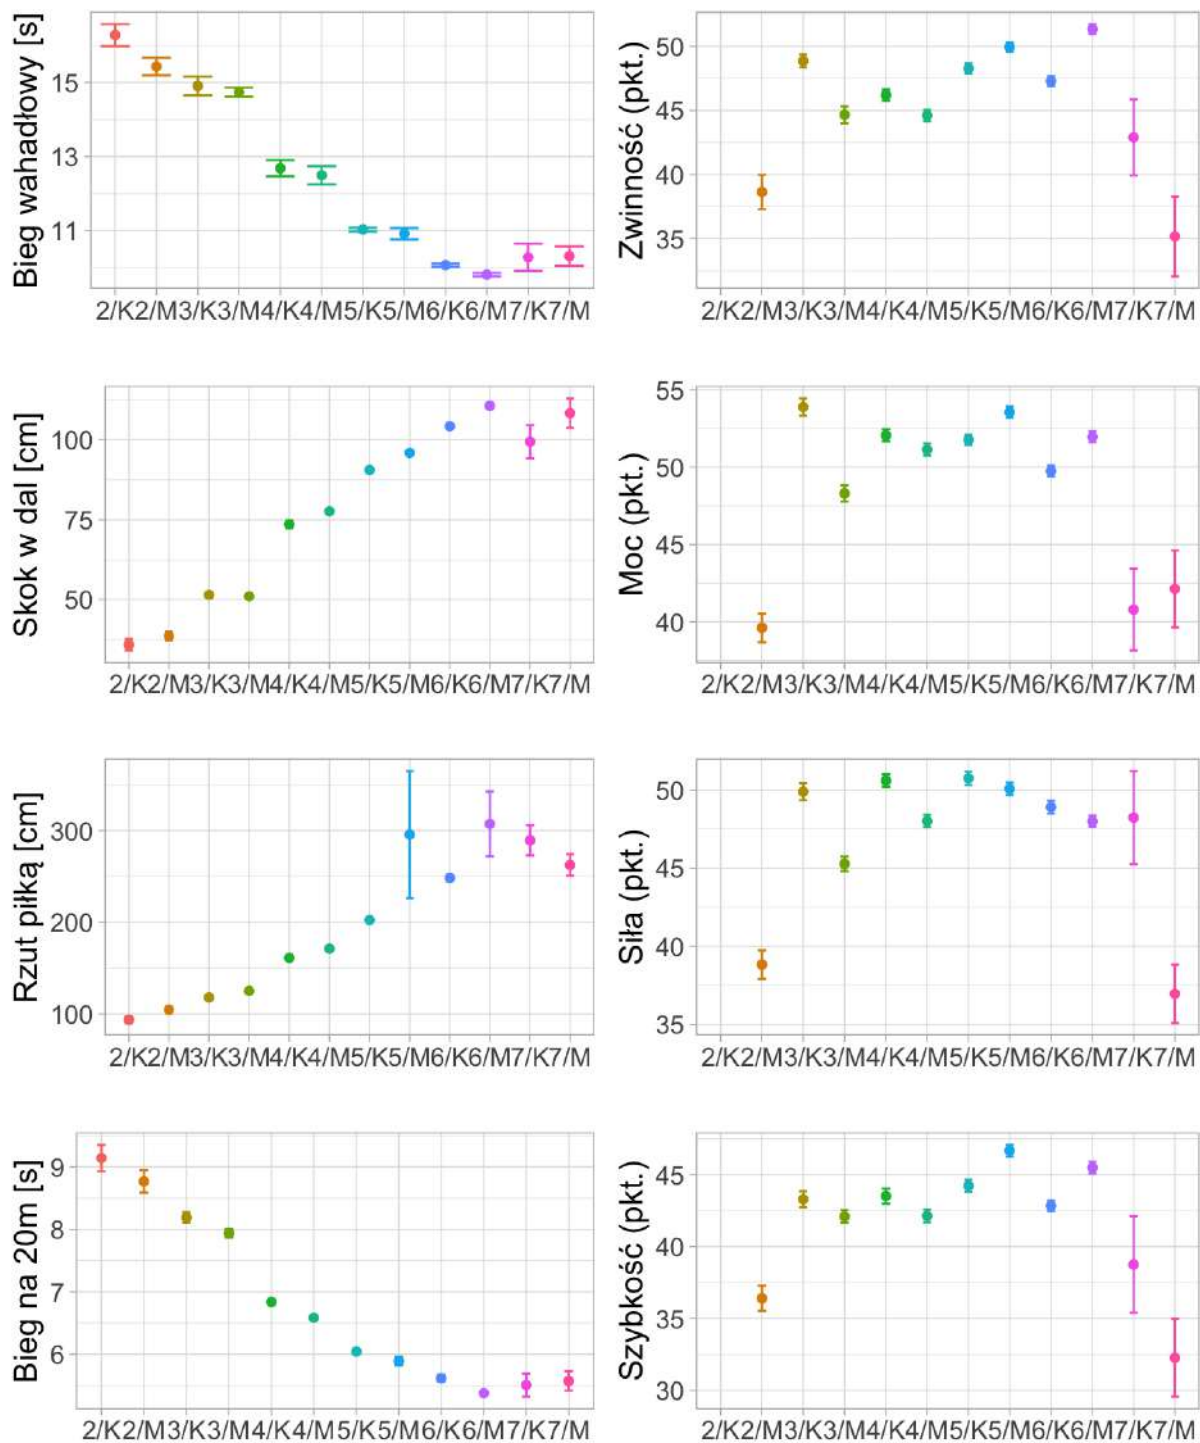 Bieg wahadłowy [s]
15
13
11
2/K2/M3/K3/M4/K4/M5/K5/M6/K6/M7/K7/M
Zwinność (pkt.)
50
45
40
35
2/K2/M3/K3/M4/K4/M5/K5/M6/K6/M7/K7/M
Skok w dal [cm]
100
75
50
2/K2/M3/K3/M4/K4/M5/K5/M6/K6/M7/K7/M
Moc (pkt.)
55
50
45
40
2/K2/M3/K3/M4/K4/M5/K5/M6/K6/M7/K7/M
Rzut piłką [cm]
300
200
100
2/K2/M3/K3/M4/K4/M5/K5/M6/K6/M7/K7/M
Siła (pkt.)
50
45
40
35
2/K2/M3/K3/M4/K4/M5/K5/M6/K6/M7/K7/M
Bieg na 20m [s]
9
8
7
6
2/K2/M3/K3/M4/K4/M5/K5/M6/K6/M7/K7/M
Szybkość (pkt.)
45
40
35
30
2/K2/M3/K3/M4/K4/M5/K5/M6/K6/M7/K7/M